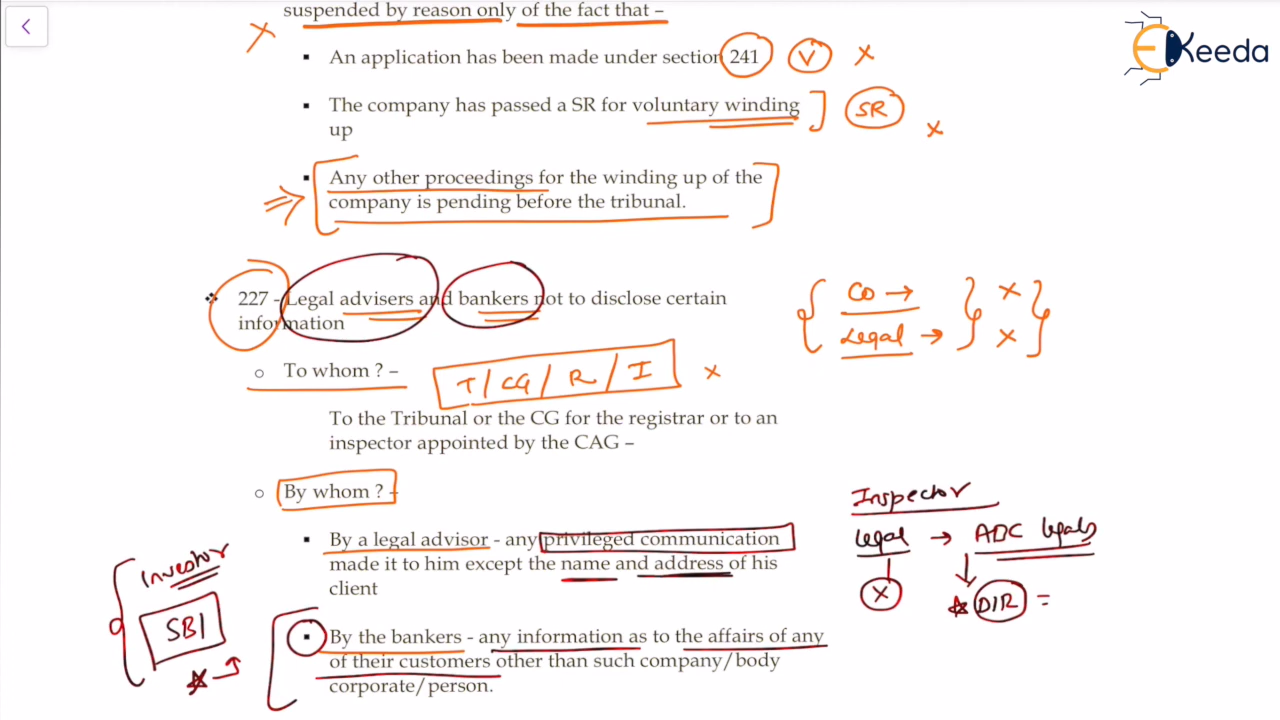 suspended by reason only of the fact that –
▪ An application has been made under section 241 V ×
▪ The company has passed a SR for voluntary winding SR
up ×
▪ Any other proceedings for the winding up of the
company is pending before the tribunal.
EKeeda
❖ 227 - Legal advisers and bankers not to disclose certain
information
Co → ×
Legal → ×
○ To whom ? –
T/CG/R/I ×
To the Tribunal or the CG for the registrar or to an
inspector appointed by the CAG –
○ By whom ? –
▪ By a legal advisor - any privileged communication
made it to him except the name and address of his
client
▪ By the bankers - any information as to the affairs of any
of their customers other than such company/body
corporate/person.
Investor
SBI
Inspector
Legal → ABC legals
×
DIR =